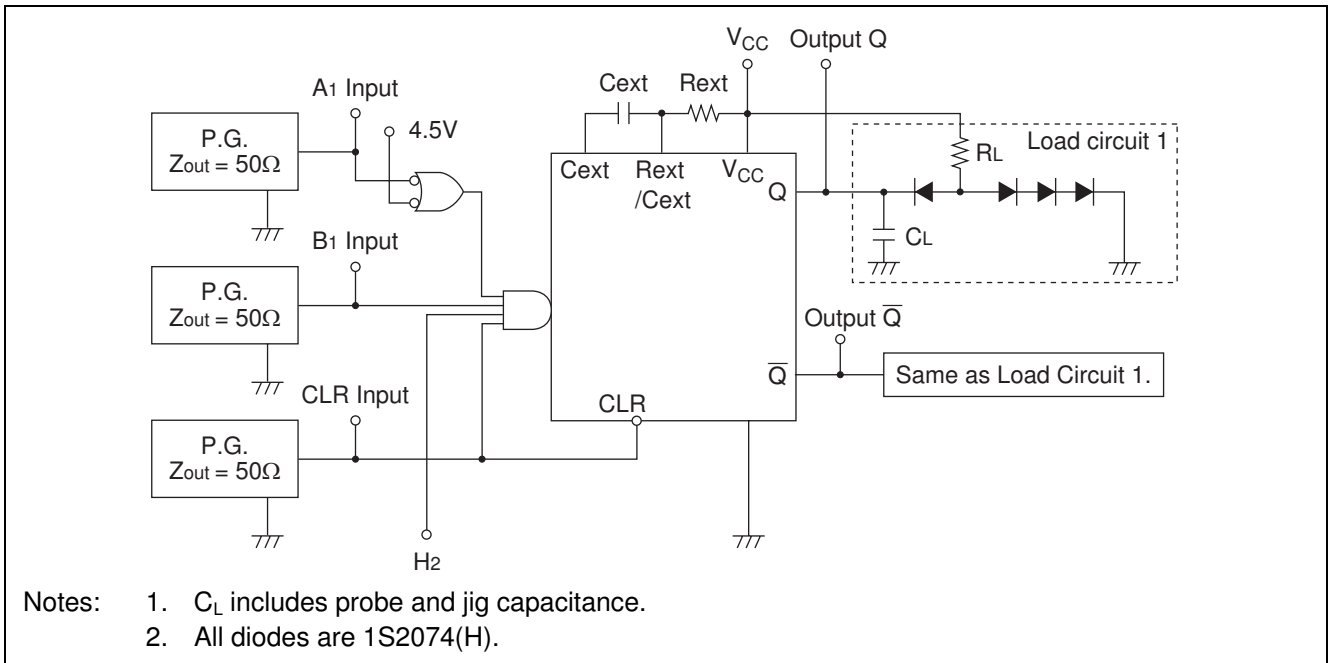 VCC Output Q
Cext Rext
A1 Input
4.5V
P.G.
Zout = 50Ω
Load circuit 1
RL
Cext Rext
/Cext
VCC
Q
CL
B1 Input
P.G.
Zout = 50Ω
Output Q̅
Q̅
Same as Load Circuit 1.
CLR Input
CLR
P.G.
Zout = 50Ω
H2
Notes: 1. CL includes probe and jig capacitance.
2. All diodes are 1S2074(H).